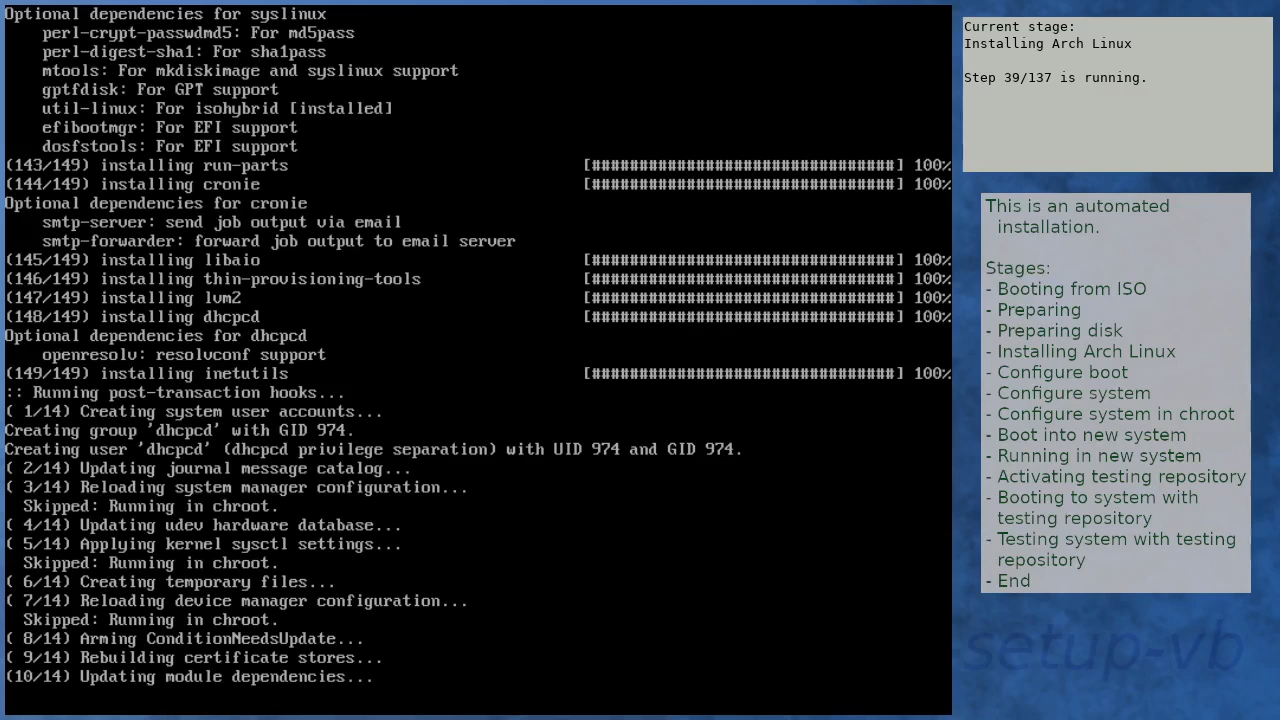 Optional dependencies for syslinux
perl-crypt-passwdmd5: For md5pass
perl-digest-sha1: For sha1pass
mtools: For mkdiskimage and syslinux support
gptfdisk: For GPT support
util-linux: For isohybrid [installed]
efibootmgr: For EFI support
dosfstools: For EFI support
(143/149) installing run-parts [################################] 100%
(144/149) installing cronie [################################] 100%
Optional dependencies for cronie
smtp-server: send job output via email
smtp-forwarder: forward job output to email server
(145/149) installing libaio [################################] 100%
(146/149) installing thin-provisioning-tools [################################] 100%
(147/149) installing lvm2 [################################] 100%
(148/149) installing dhcpcd [################################] 100%
Optional dependencies for dhcpcd
openresolv: resolvconf support
(149/149) installing inetutils [################################] 100%
:: Running post-transaction hooks...
( 1/14) Creating system user accounts...
Creating group 'dhcpcd' with GID 974.
Creating user 'dhcpcd' (dhcpcd privilege separation) with UID 974 and GID 974.
( 2/14) Updating journal message catalog...
( 3/14) Reloading system manager configuration...
Skipped: Running in chroot.
( 4/14) Updating udev hardware database...
( 5/14) Applying kernel sysctl settings...
Skipped: Running in chroot.
( 6/14) Creating temporary files...
( 7/14) Reloading device manager configuration...
Skipped: Running in chroot.
( 8/14) Arming ConditionNeedsUpdate...
( 9/14) Rebuilding certificate stores...
(10/14) Updating module dependencies...
Current stage:
Installing Arch Linux
Step 39/137 is running.
This is an automated
installation.
Stages:
- Booting from ISO
- Preparing
- Preparing disk
- Installing Arch Linux
- Configure boot
- Configure system
- Configure system in chroot
- Boot into new system
- Running in new system
- Activating testing repository
- Booting to system with
testing repository
- Testing system with testing
repository
- End
setup-vb